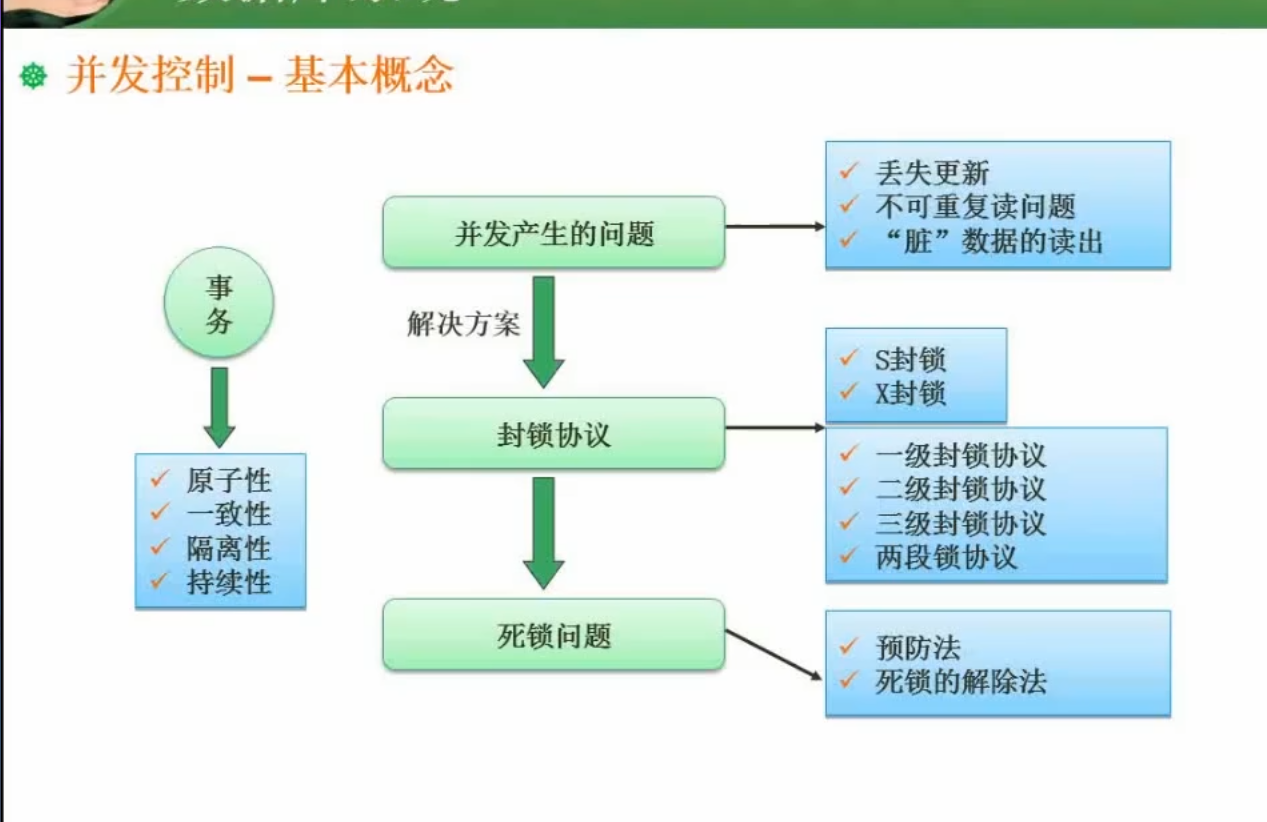 并发控制 – 基本概念
事
务
原子性
一致性
隔离性
持续性
并发产生的问题
丢失更新
不可重复读问题
“脏”数据的读出
解决方案
封锁协议
S封锁
X封锁
一级封锁协议
二级封锁协议
三级封锁协议
两段锁协议
死锁问题
预防法
死锁的解除法